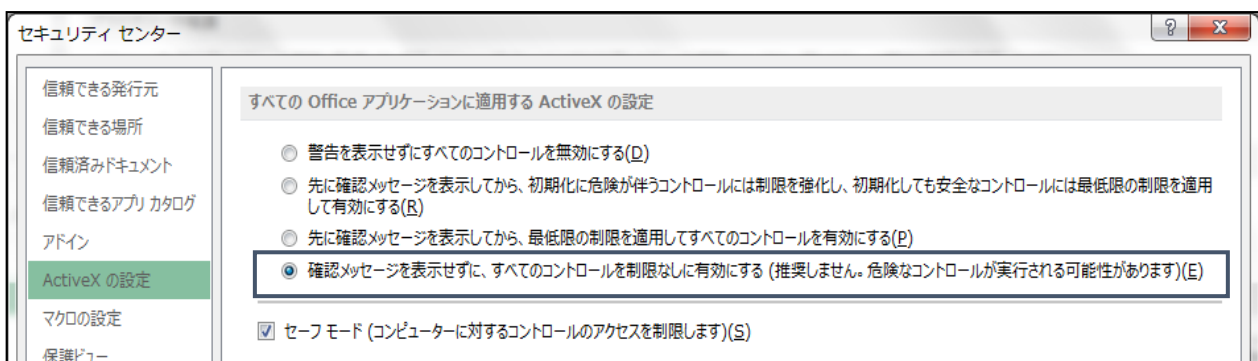 セキュリティ センター
信頼できる発行元
信頼できる場所
信頼済みドキュメント
信頼できるアプリ カタログ
アドイン
ActiveX の設定
マクロの設定
保護ビュー
すべての Office アプリケーションに適用する ActiveX の設定
警告を表示せずにすべてのコントロールを無効にする(D)
先に確認メッセージを表示してから、初期化に危険が伴うコントロールには制限を強化し、初期化しても安全なコントロールには最低限の制限を適用
して有効にする(R)
先に確認メッセージを表示してから、最低限の制限を適用してすべてのコントロールを有効にする(P)
確認メッセージを表示せずに、すべてのコントロールを制限なしに有効にする (推奨しません。危険なコントロールが実行される可能性があります)(E)
セーフ モード (コンピューターに対するコントロールのアクセスを制限します)(S)